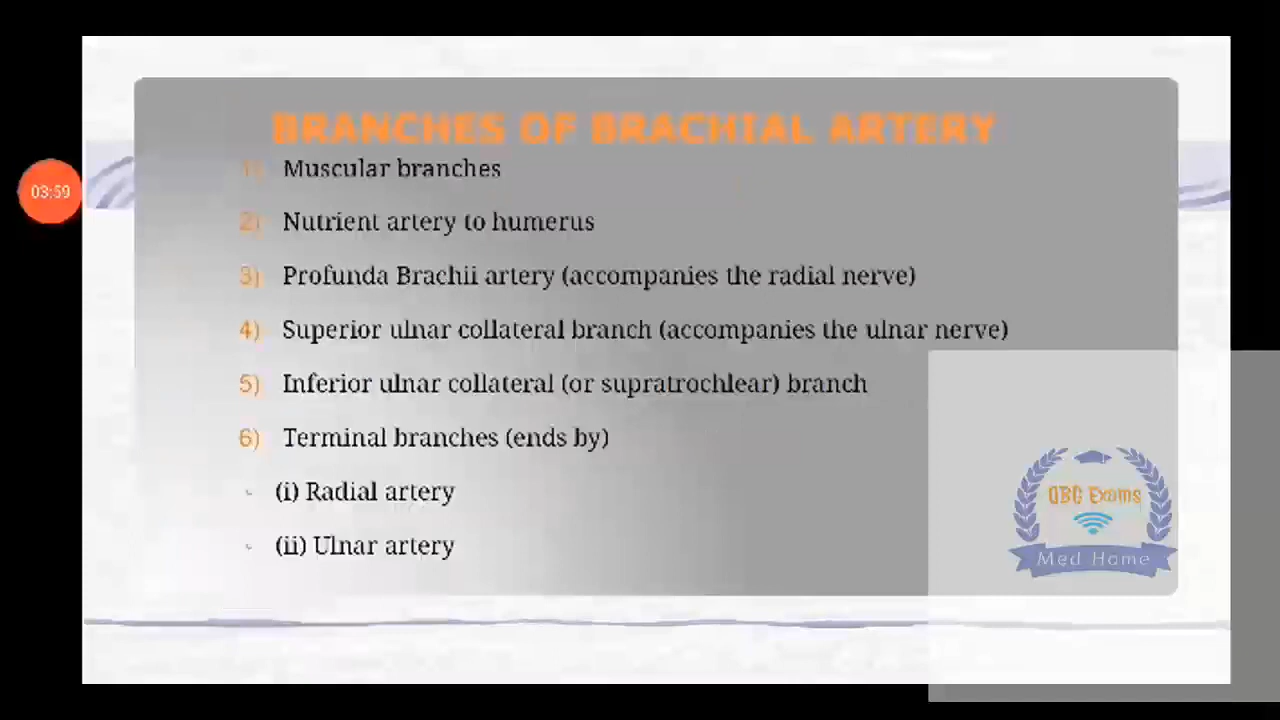 BRANCHES OF BRACHIAL ARTERY
1) Muscular branches
03:59
2) Nutrient artery to humerus
3) Profunda Brachii artery (accompanies the radial nerve)
4) Superior ulnar collateral branch (accompanies the ulnar nerve)
5) Inferior ulnar collateral (or supratrochlear) branch
6) Terminal branches (ends by)
- (i) Radial artery
- (ii) Ulnar artery
QBG Exams
Med Home